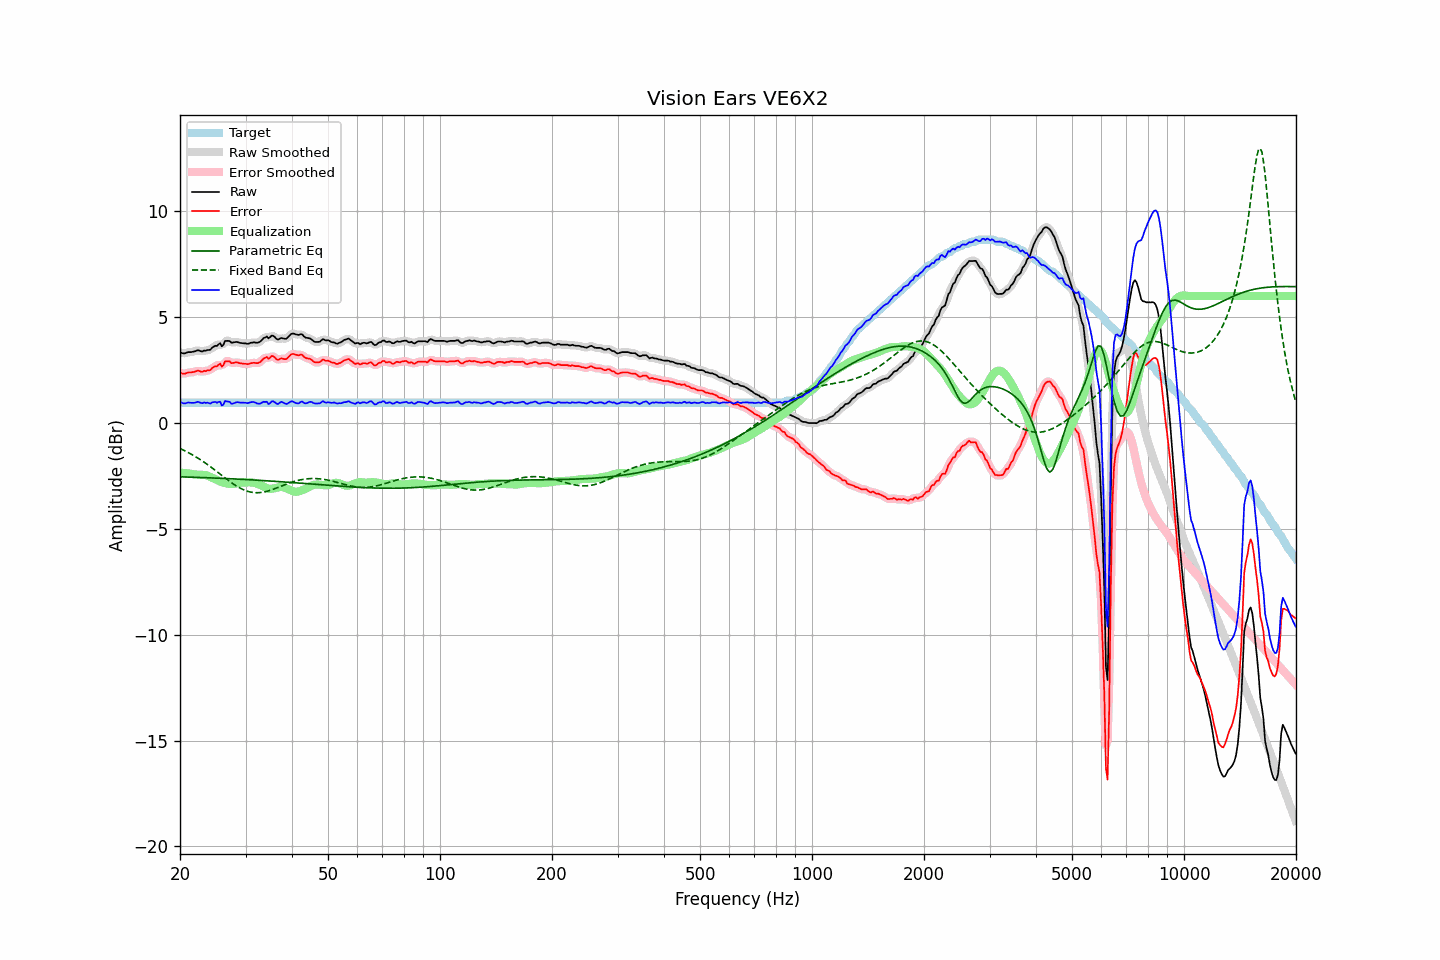 Vision Ears VE6X2
Target
Raw Smoothed
Error Smoothed
Raw
Error
Equalization
Parametric Eq
Fixed Band Eq
Equalized
Amplitude (dBr)
10
5
0
−5
−10
−15
−20
20 50 100 200 500 1000 2000 5000 10000 20000
Frequency (Hz)